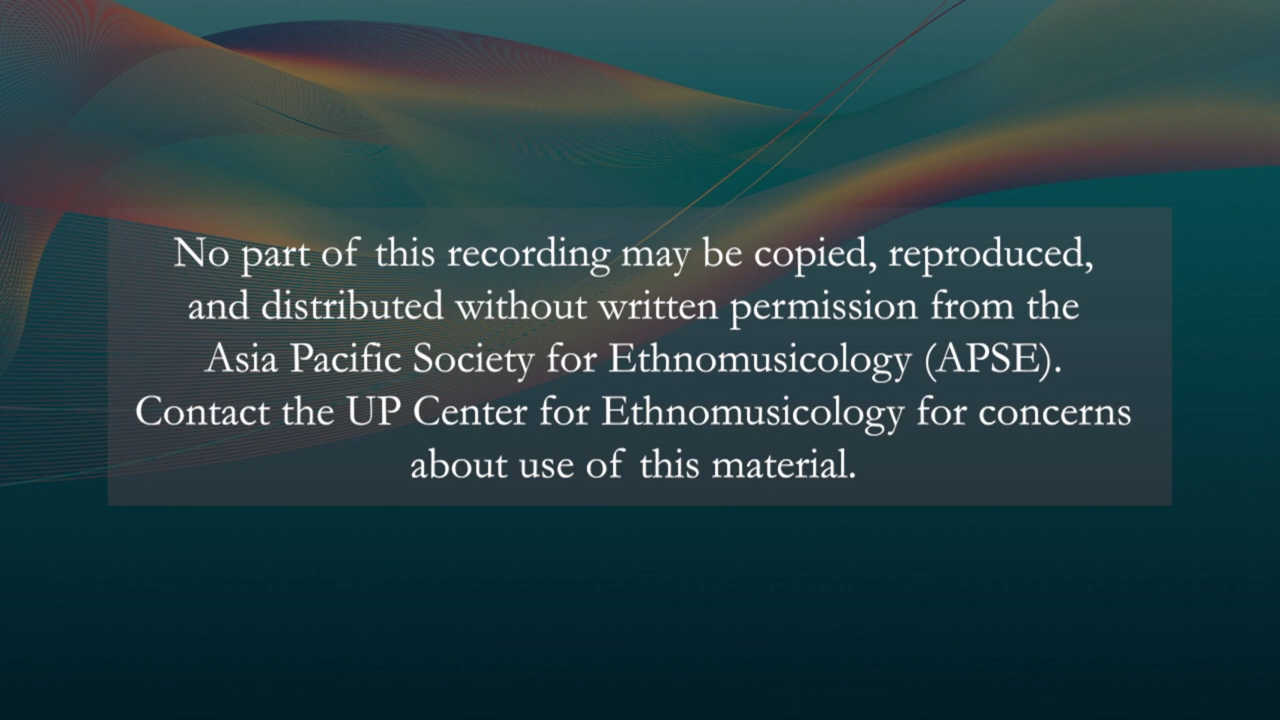 No part of this recording may be copied, reproduced,
and distributed without written permission from the
Asia Pacific Society for Ethnomusicology (APSE).
Contact the UP Center for Ethnomusicology for concerns
about use of this material.